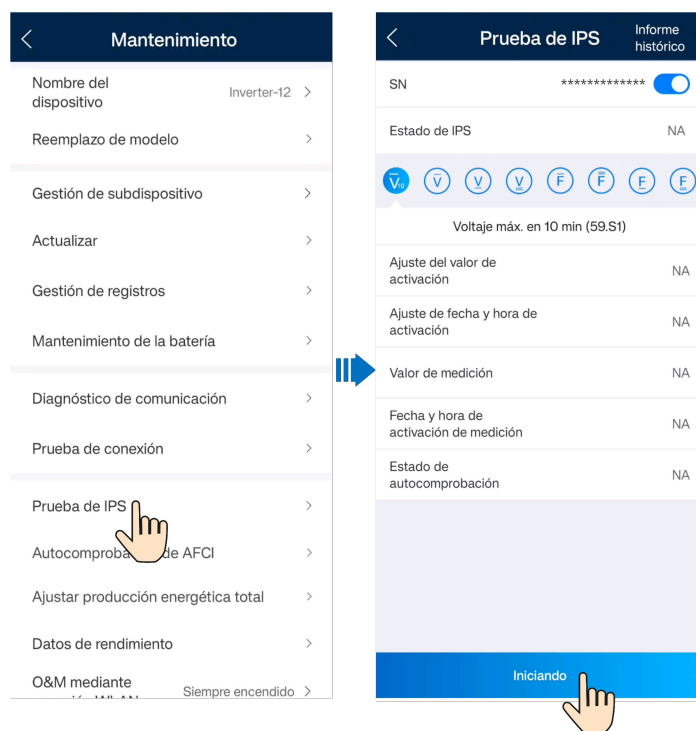 Mantenimiento
Nombre del
dispositivo
Inverter-12
Reemplazo de modelo
Gestión de subdispositivo
Actualizar
Gestión de registros
Mantenimiento de la batería
Diagnóstico de comunicación
Prueba de conexión
Prueba de IPS
Autocomproba de AFCI
Ajustar producción energética total
Datos de rendimiento
O&M mediante
Siempre encendido
Prueba de IPS
Informe
histórico
SN
*************
Estado de IPS
NA
V10 V V V F F F F
Voltaje máx. en 10 min (59.S1)
Ajuste del valor de
activación
NA
Ajuste de fecha y hora de
activación
NA
Valor de medición
NA
Fecha y hora de
activación de medición
NA
Estado de
autocomprobación
NA
Iniciando